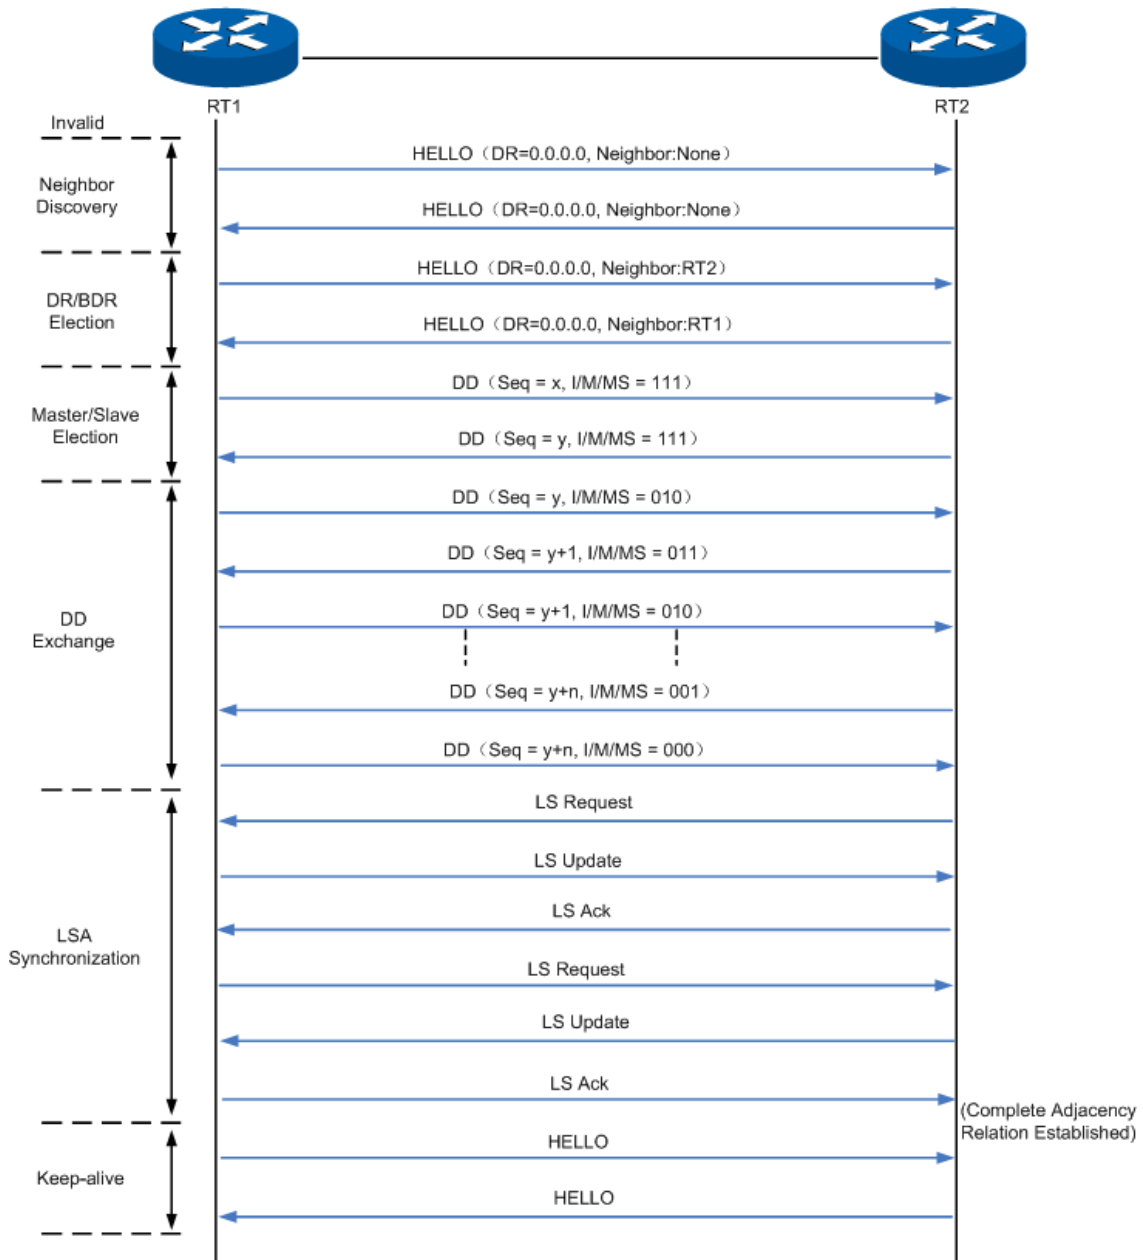 RT1
RT2
Invalid
HELLO（DR=0.0.0.0, Neighbor:None）
Neighbor
Discovery
HELLO（DR=0.0.0.0, Neighbor:None）
HELLO（DR=0.0.0.0, Neighbor:RT2）
DR/BDR
Election
HELLO（DR=0.0.0.0, Neighbor:RT1）
DD（Seq = x, I/M/MS = 111）
Master/Slave
Election
DD（Seq = y, I/M/MS = 111）
DD（Seq = y, I/M/MS = 010）
DD（Seq = y+1, I/M/MS = 011）
DD（Seq = y+1, I/M/MS = 010）
DD
Exchange
DD（Seq = y+n, I/M/MS = 001）
DD（Seq = y+n, I/M/MS = 000）
LS Request
LS Update
LS Ack
LSA
Synchronization
LS Request
LS Update
LS Ack
(Complete Adjacency
Relation Established)
HELLO
Keep-alive
HELLO